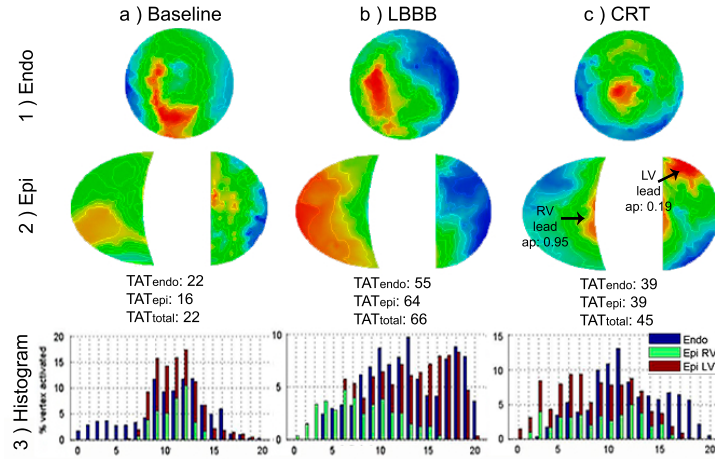 a ) Baseline
b ) LBBB
c ) CRT
1 ) Endo
2 ) Epi
RV
lead
ap: 0.95
LV
lead
ap: 0.19
TATendo: 22
TATepi: 16
TATtotal: 22
TATendo: 55
TATepi: 64
TATtotal: 66
TATendo: 39
TATepi: 39
TATtotal: 45
3 ) Histogram
% vertex activated
20
15
10
5
0
0 5 10 15 20
10
5
0
0 5 10 15 20
15
10
5
0
0 5 10 15 20
Endo
Epi RV
Epi LV